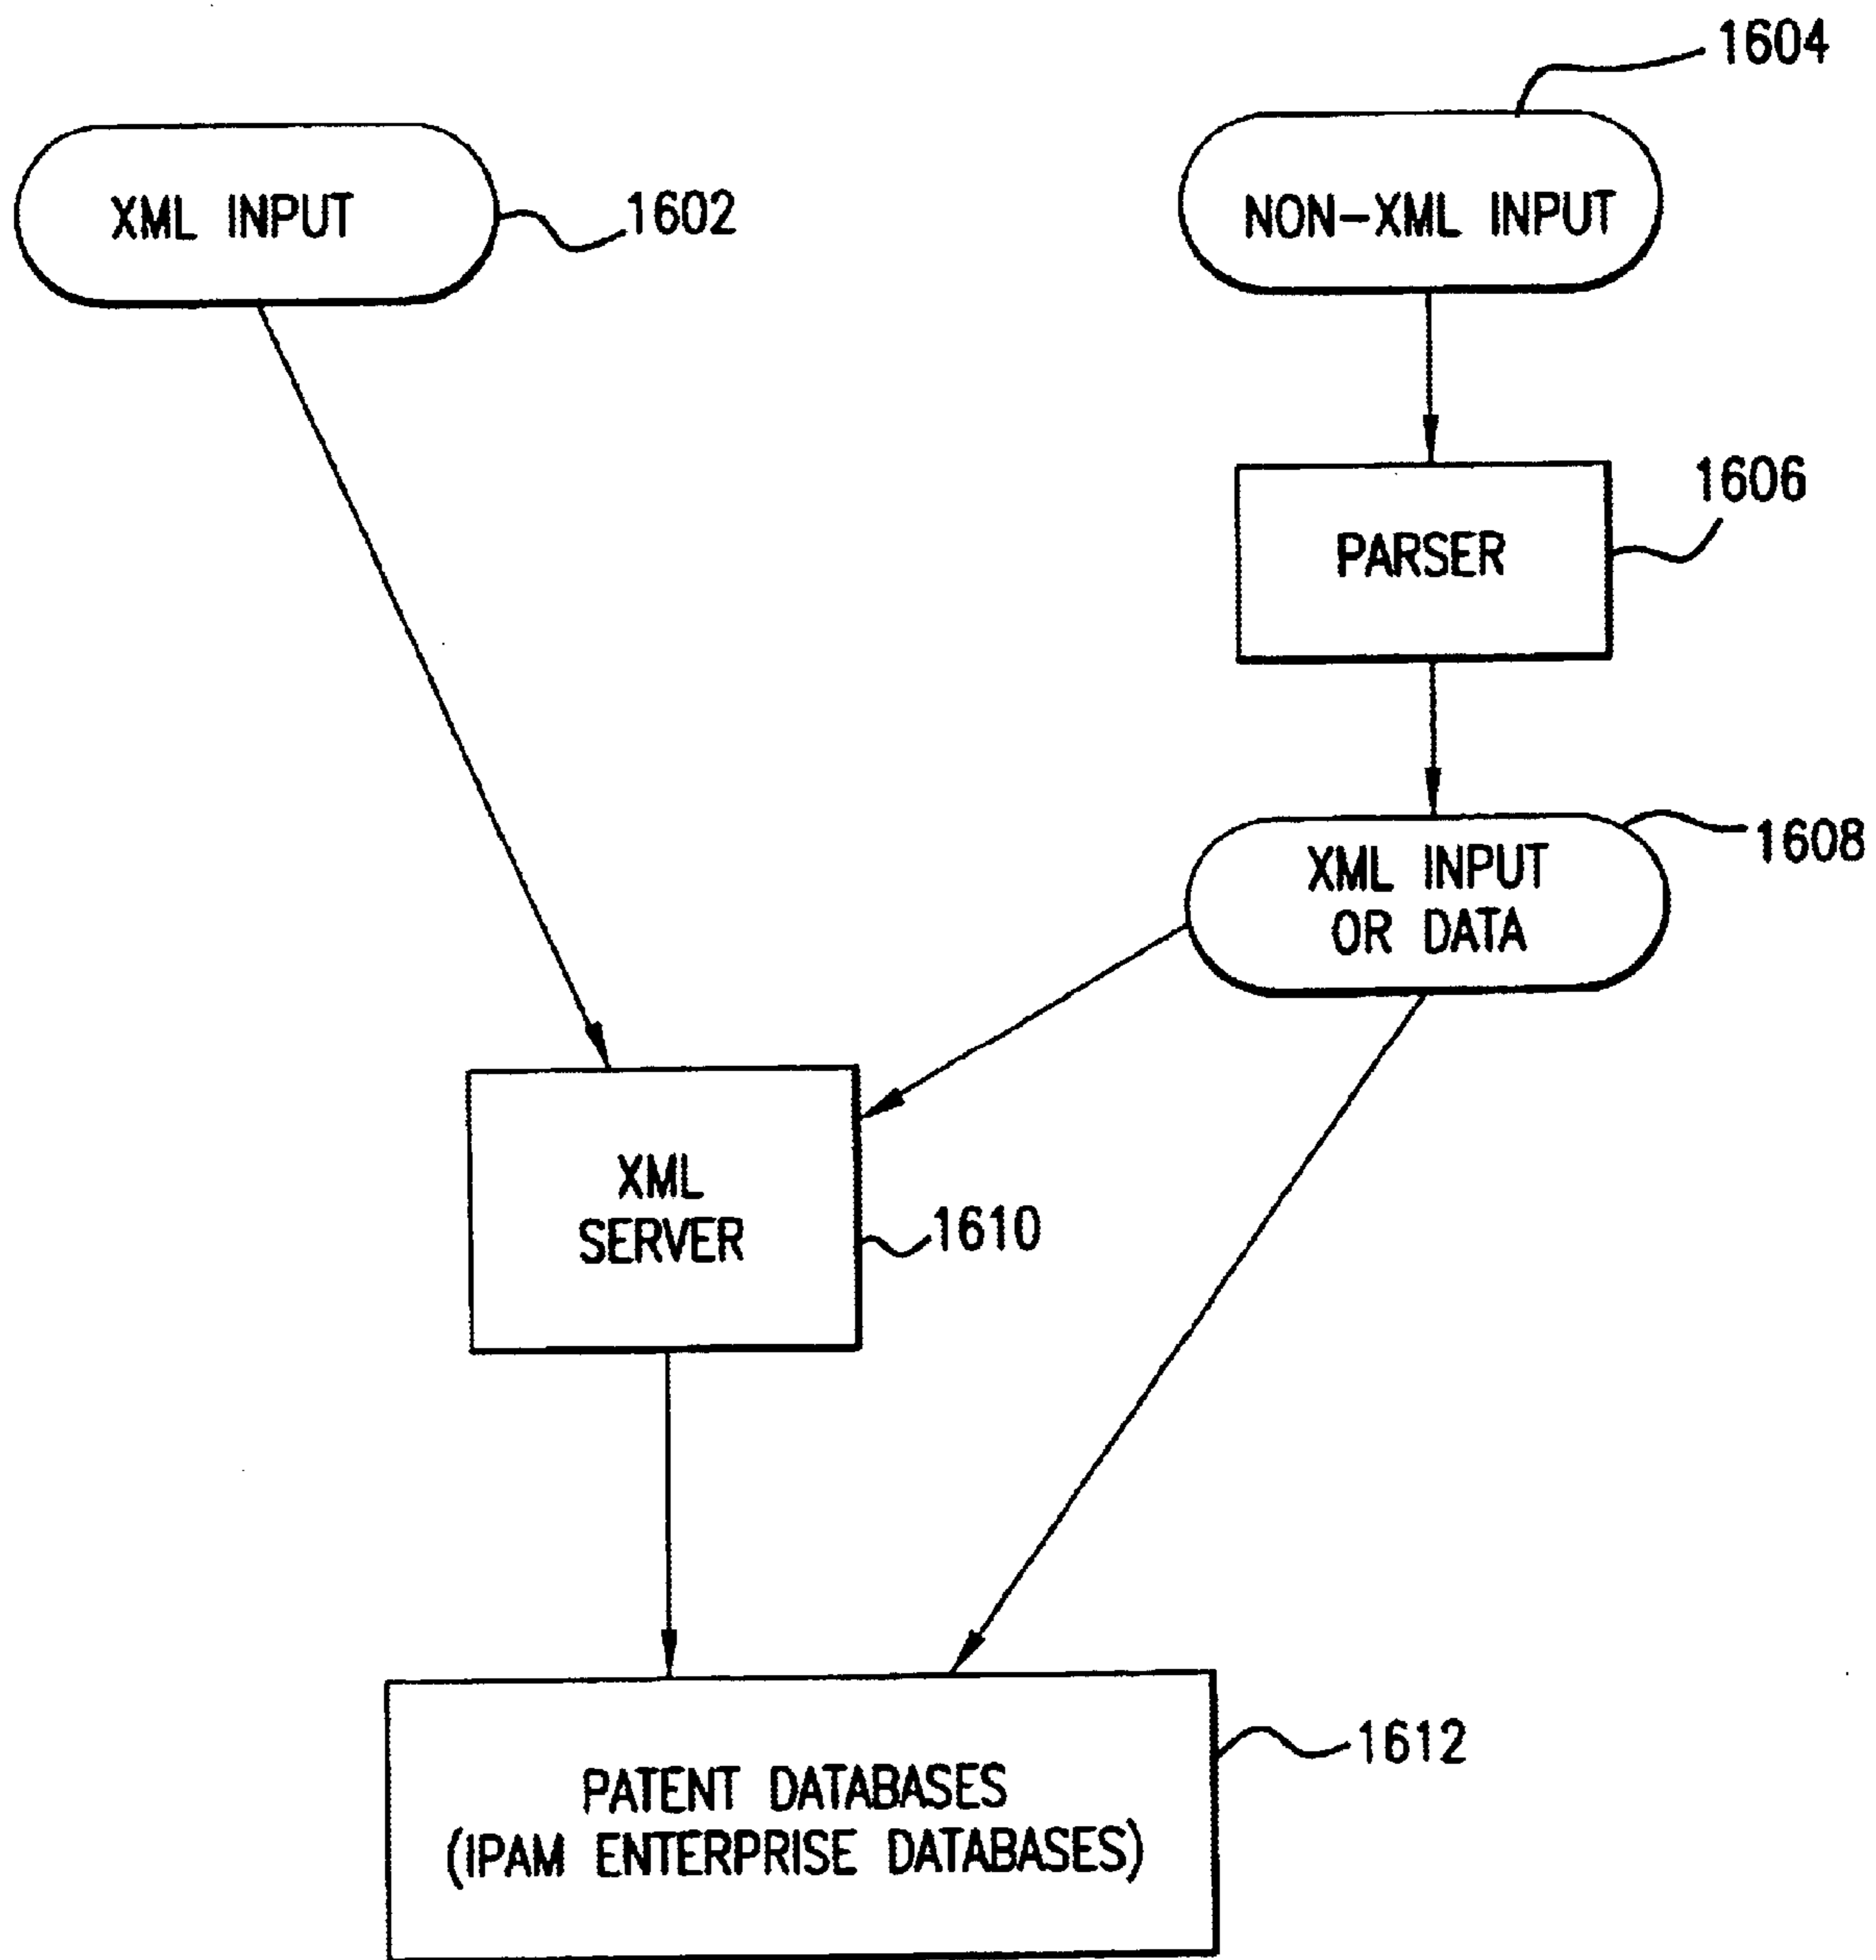 1604
XML INPUT
1602
NON-XML INPUT
1606
PARSER
1608
XML INPUT
OR DATA
XML
SERVER
1610
1612
PATENT DATABASES
(IPAM ENTERPRISE DATABASES)